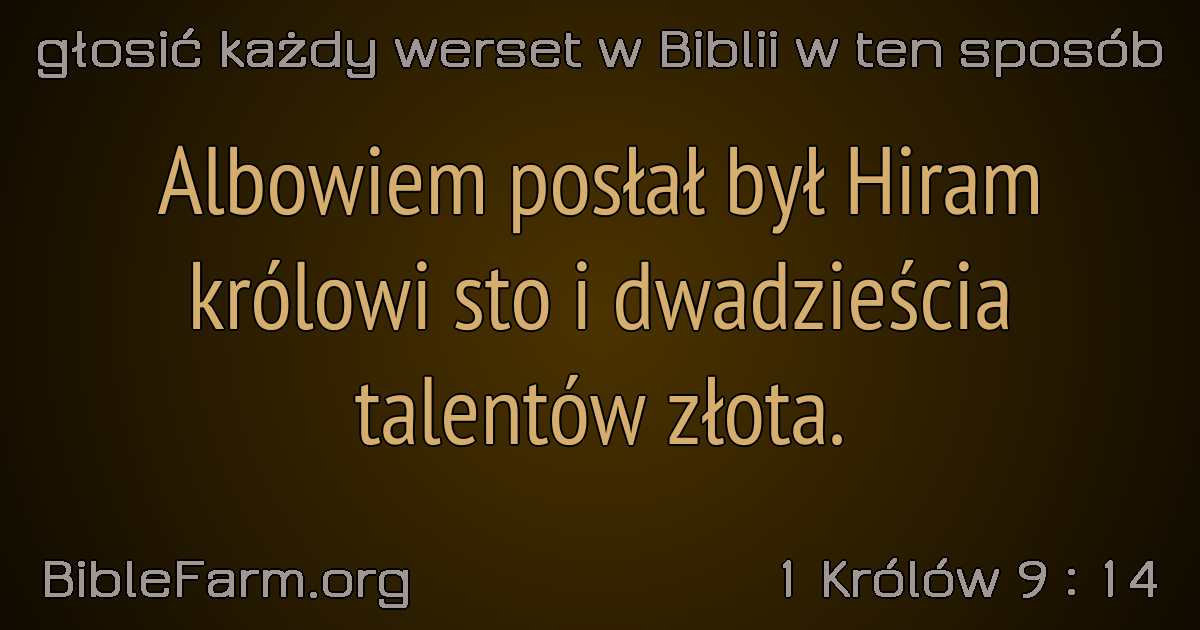 głosić każdy werset w Biblii w ten sposób
Albowiem posłał był Hiram
królowi sto i dwadzieścia
talentów złota.
BibleFarm.org
1 Królów 9 : 14